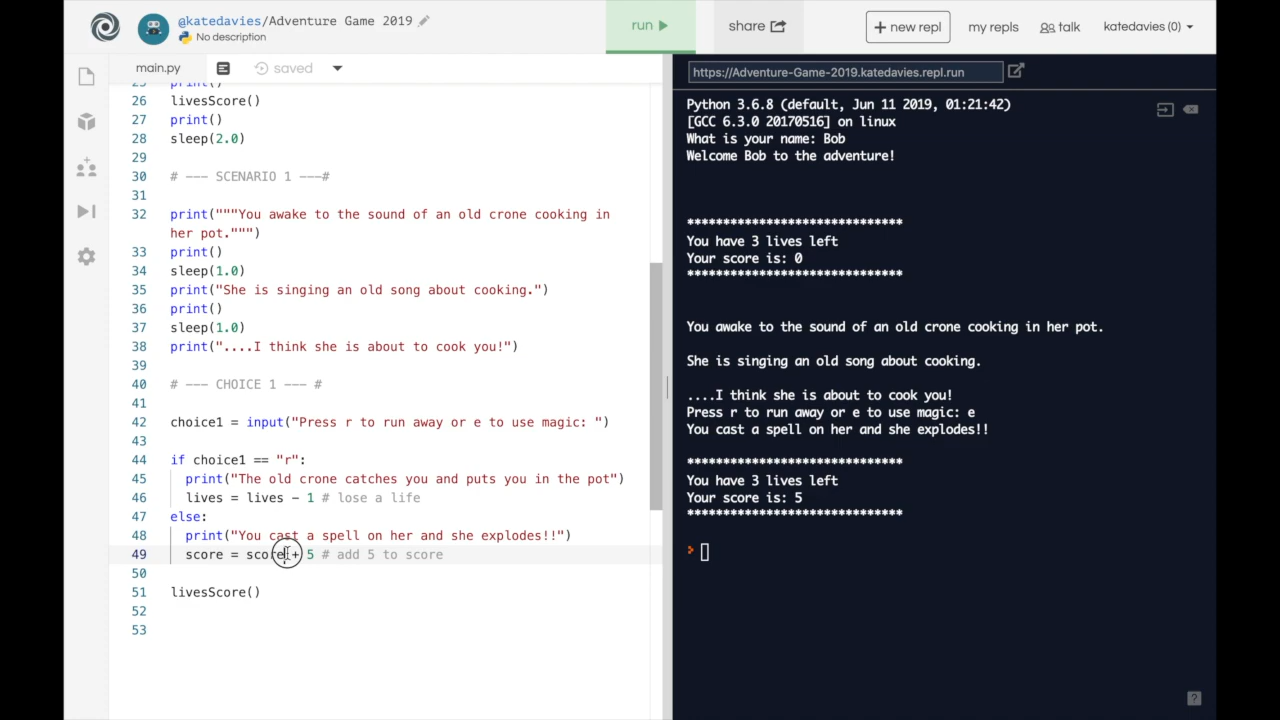 @katedavies/Adventure Game 2019
No description
run
share
+ new repl
my repls
talk
katedavies (0)
main.py
saved
https://Adventure-Game-2019.katedavies.repl.run
25 print()
26 livesScore()
27 print()
28 sleep(2.0)
29
30 # --- SCENARIO 1 ---#
31
32 print("""You awake to the sound of an old crone cooking in
her pot.""")
33 print()
34 sleep(1.0)
35 print("She is singing an old song about cooking.")
36 print()
37 sleep(1.0)
38 print("....I think she is about to cook you!")
39
40 # --- CHOICE 1 --- #
41
42 choice1 = input("Press r to run away or e to use magic: ")
43
44 if choice1 == "r":
45 print("The old crone catches you and puts you in the pot")
46 lives = lives - 1 # lose a life
47 else:
48 print("You cast a spell on her and she explodes!!")
49 score = score + 5 # add 5 to score
50
51 livesScore()
52
53
Python 3.6.8 (default, Jun 11 2019, 01:21:42)
[GCC 6.3.0 20170516] on linux
What is your name: Bob
Welcome Bob to the adventure!
******************************
You have 3 lives left
Your score is: 0
******************************
You awake to the sound of an old crone cooking in her pot.
She is singing an old song about cooking.
....I think she is about to cook you!
Press r to run away or e to use magic: e
You cast a spell on her and she explodes!!
******************************
You have 3 lives left
Your score is: 5
******************************
?